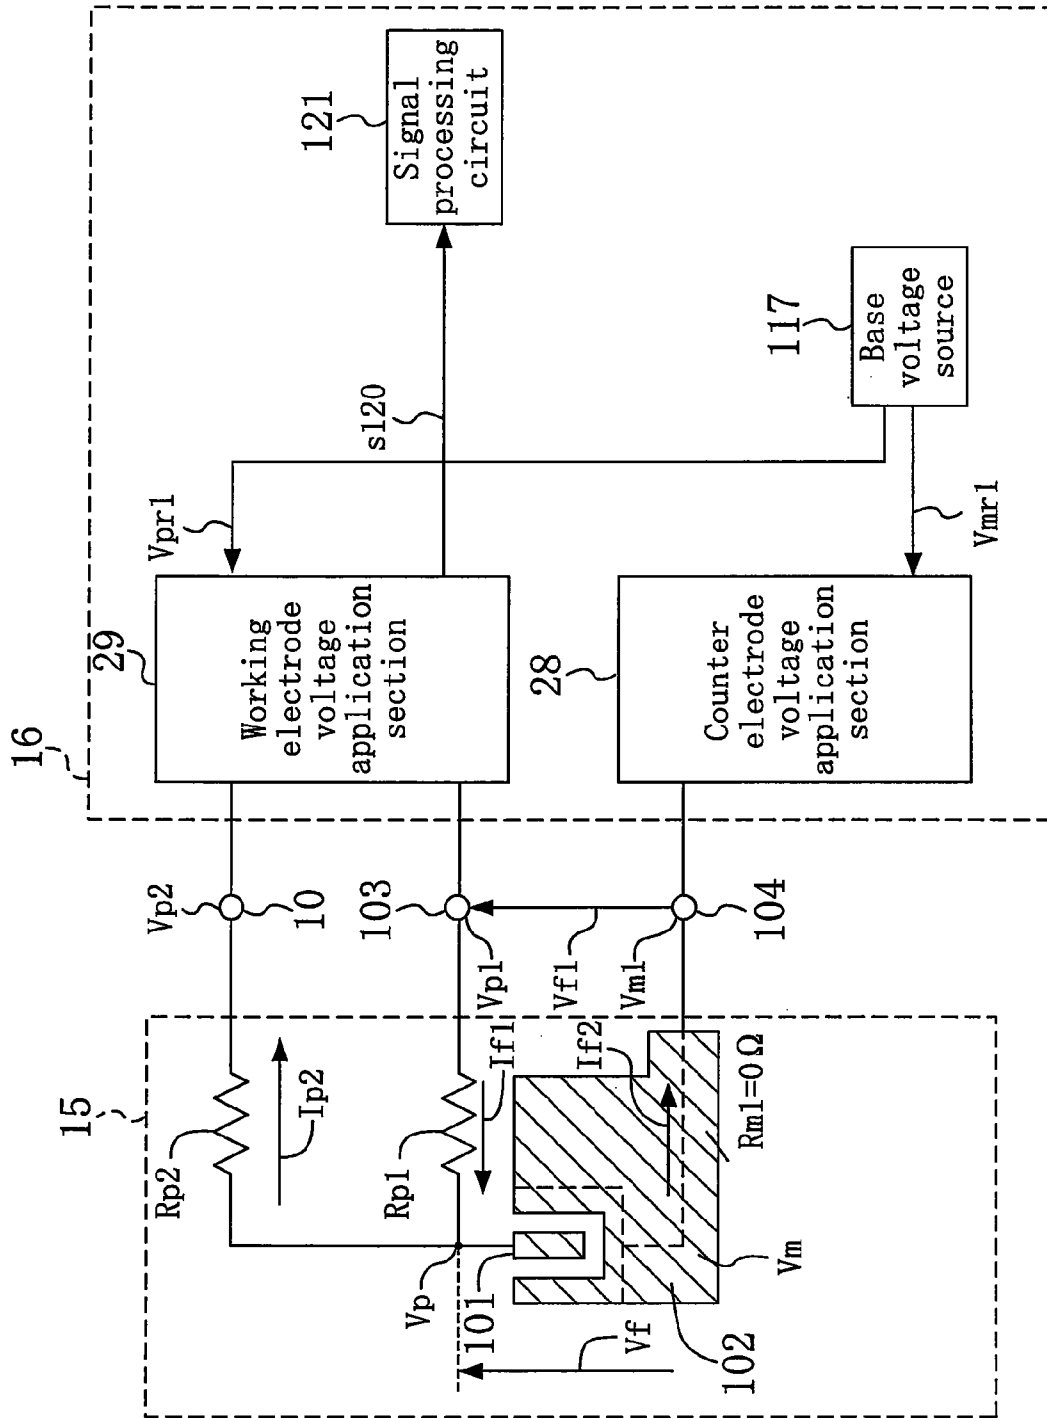 16
29
Working
electrode
voltage
application
section
28
Counter
electrode
voltage
application
section
121
Signal
processing
circuit
117
Base
voltage
source
Vpr1
s120
Vmr1
Vp2
10
103
Vp1
Vf1
Vm1
104
15
Rp2
Ip2
Rp1
If1
If2
Rm1=0Ω
Vp
101
Vm
102
Vf